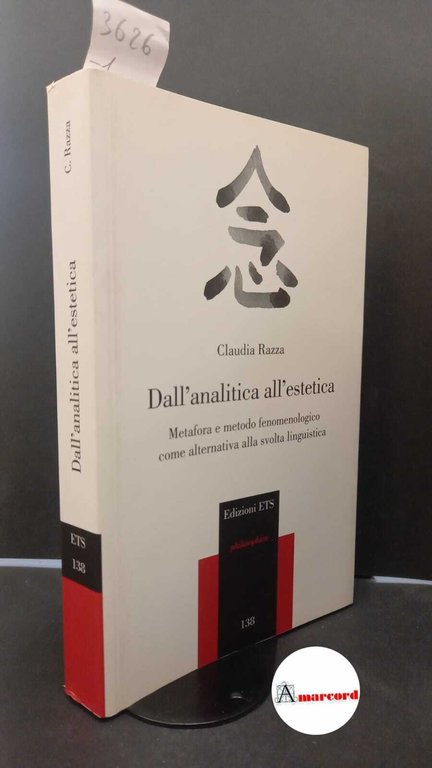 3626
-1
C. Razza
Dall'analitica all'estetica
ETS
138
念
Claudia Razza
Dall'analitica all'estetica
Metafora e metodo fenomenologico
come alternativa alla svolta linguistica
Edizioni ETS
philosophica
138
Amarcord